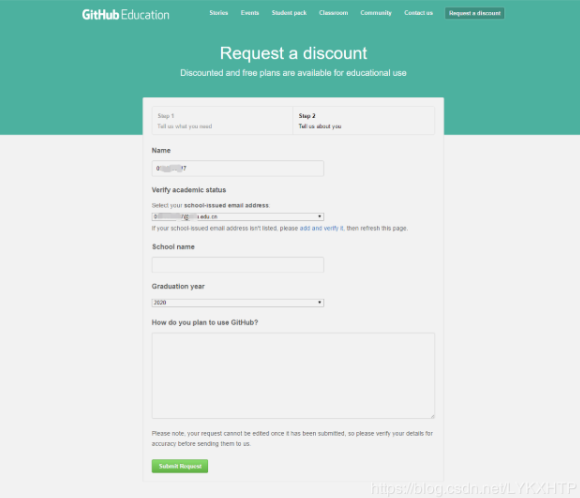 GitHub Education
Stories Events Student pack Classroom Community Contact us Request a discount
Request a discount
Discounted and free plans are available for educational use
Step 1 Step 2
Tell us what you need Tell us about you
Name
Verify academic status
Select your school-issued email address.
.edu.cn
If your school-issued email address isn't listed, please add and verify it, then refresh this page.
School name
Graduation year
2020
How do you plan to use GitHub?
Please note, your request cannot be edited once it has been submitted, so please verify your details for
accuracy before sending them to us.
Submit Request
https://blog.csdn.net/LYKXHTP